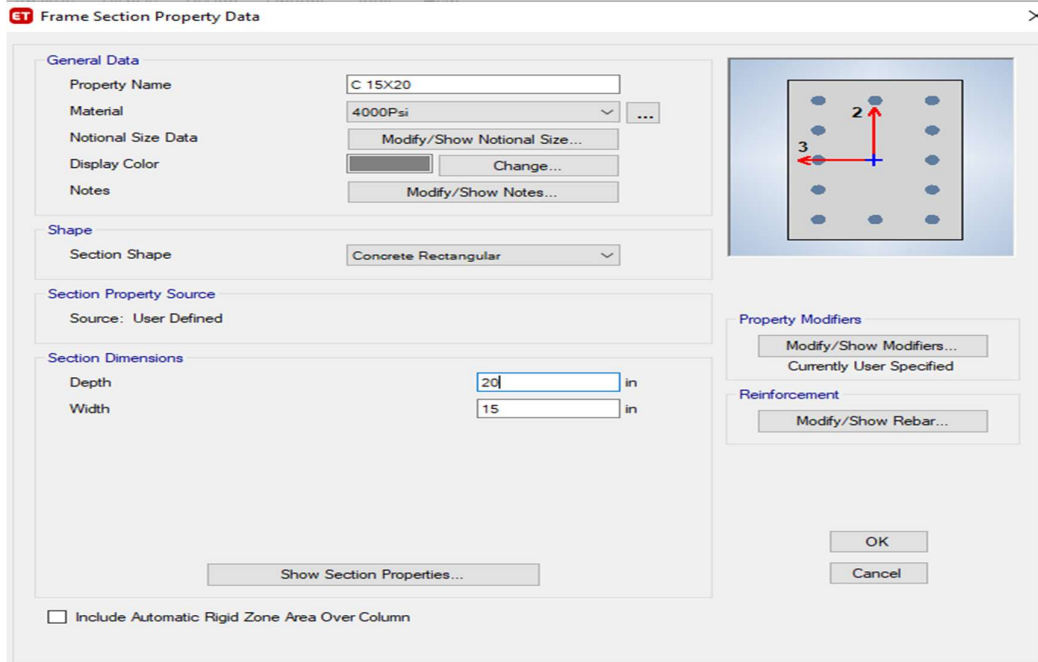 ET Frame Section Property Data
General Data
Property Name C 15X20
Material 4000Psi ...
Notional Size Data Modify/Show Notional Size...
Display Color Change...
Notes Modify/Show Notes...
Shape
Section Shape Concrete Rectangular
Section Property Source
Source: User Defined
Section Dimensions
Depth 20 in
Width 15 in
Show Section Properties...
Include Automatic Rigid Zone Area Over Column
2
3
Property Modifiers
Modify/Show Modifiers...
Currently User Specified
Reinforcement
Modify/Show Rebar...
OK
Cancel